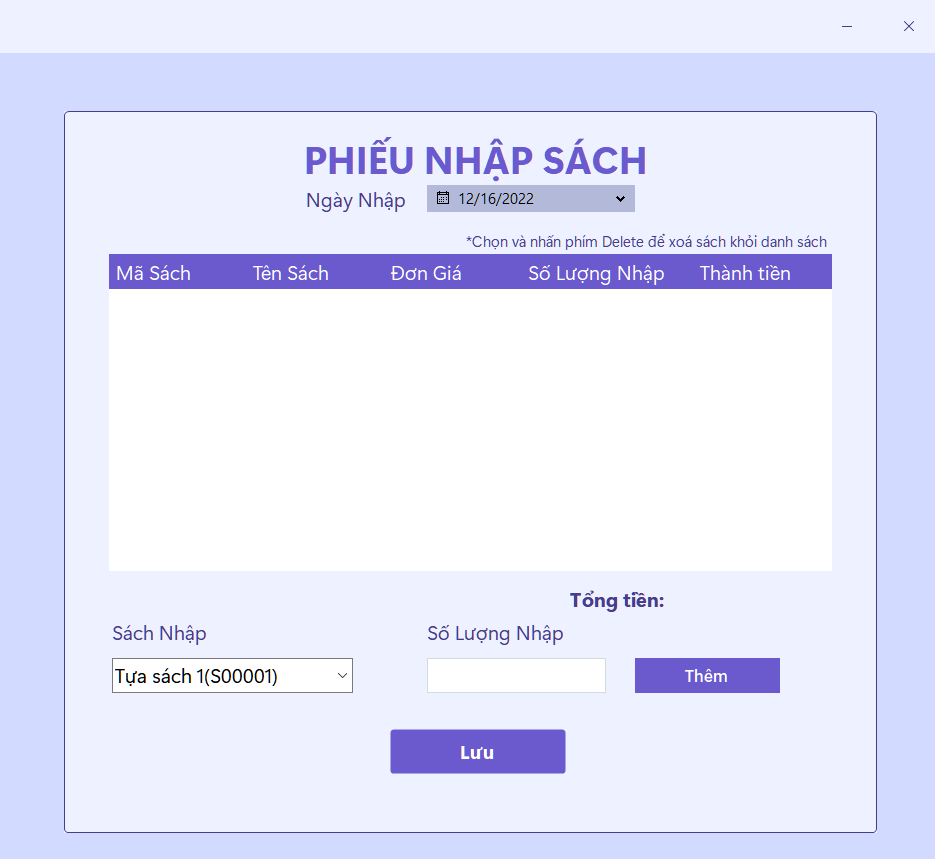 PHIẾU NHẬP SÁCH
Ngày Nhập 12/16/2022
*Chọn và nhấn phím Delete để xoá sách khỏi danh sách
Mã Sách Tên Sách Đơn Giá Số Lượng Nhập Thành tiền
Tổng tiền:
Sách Nhập Số Lượng Nhập
Tựa sách 1(S00001) Thêm
Lưu